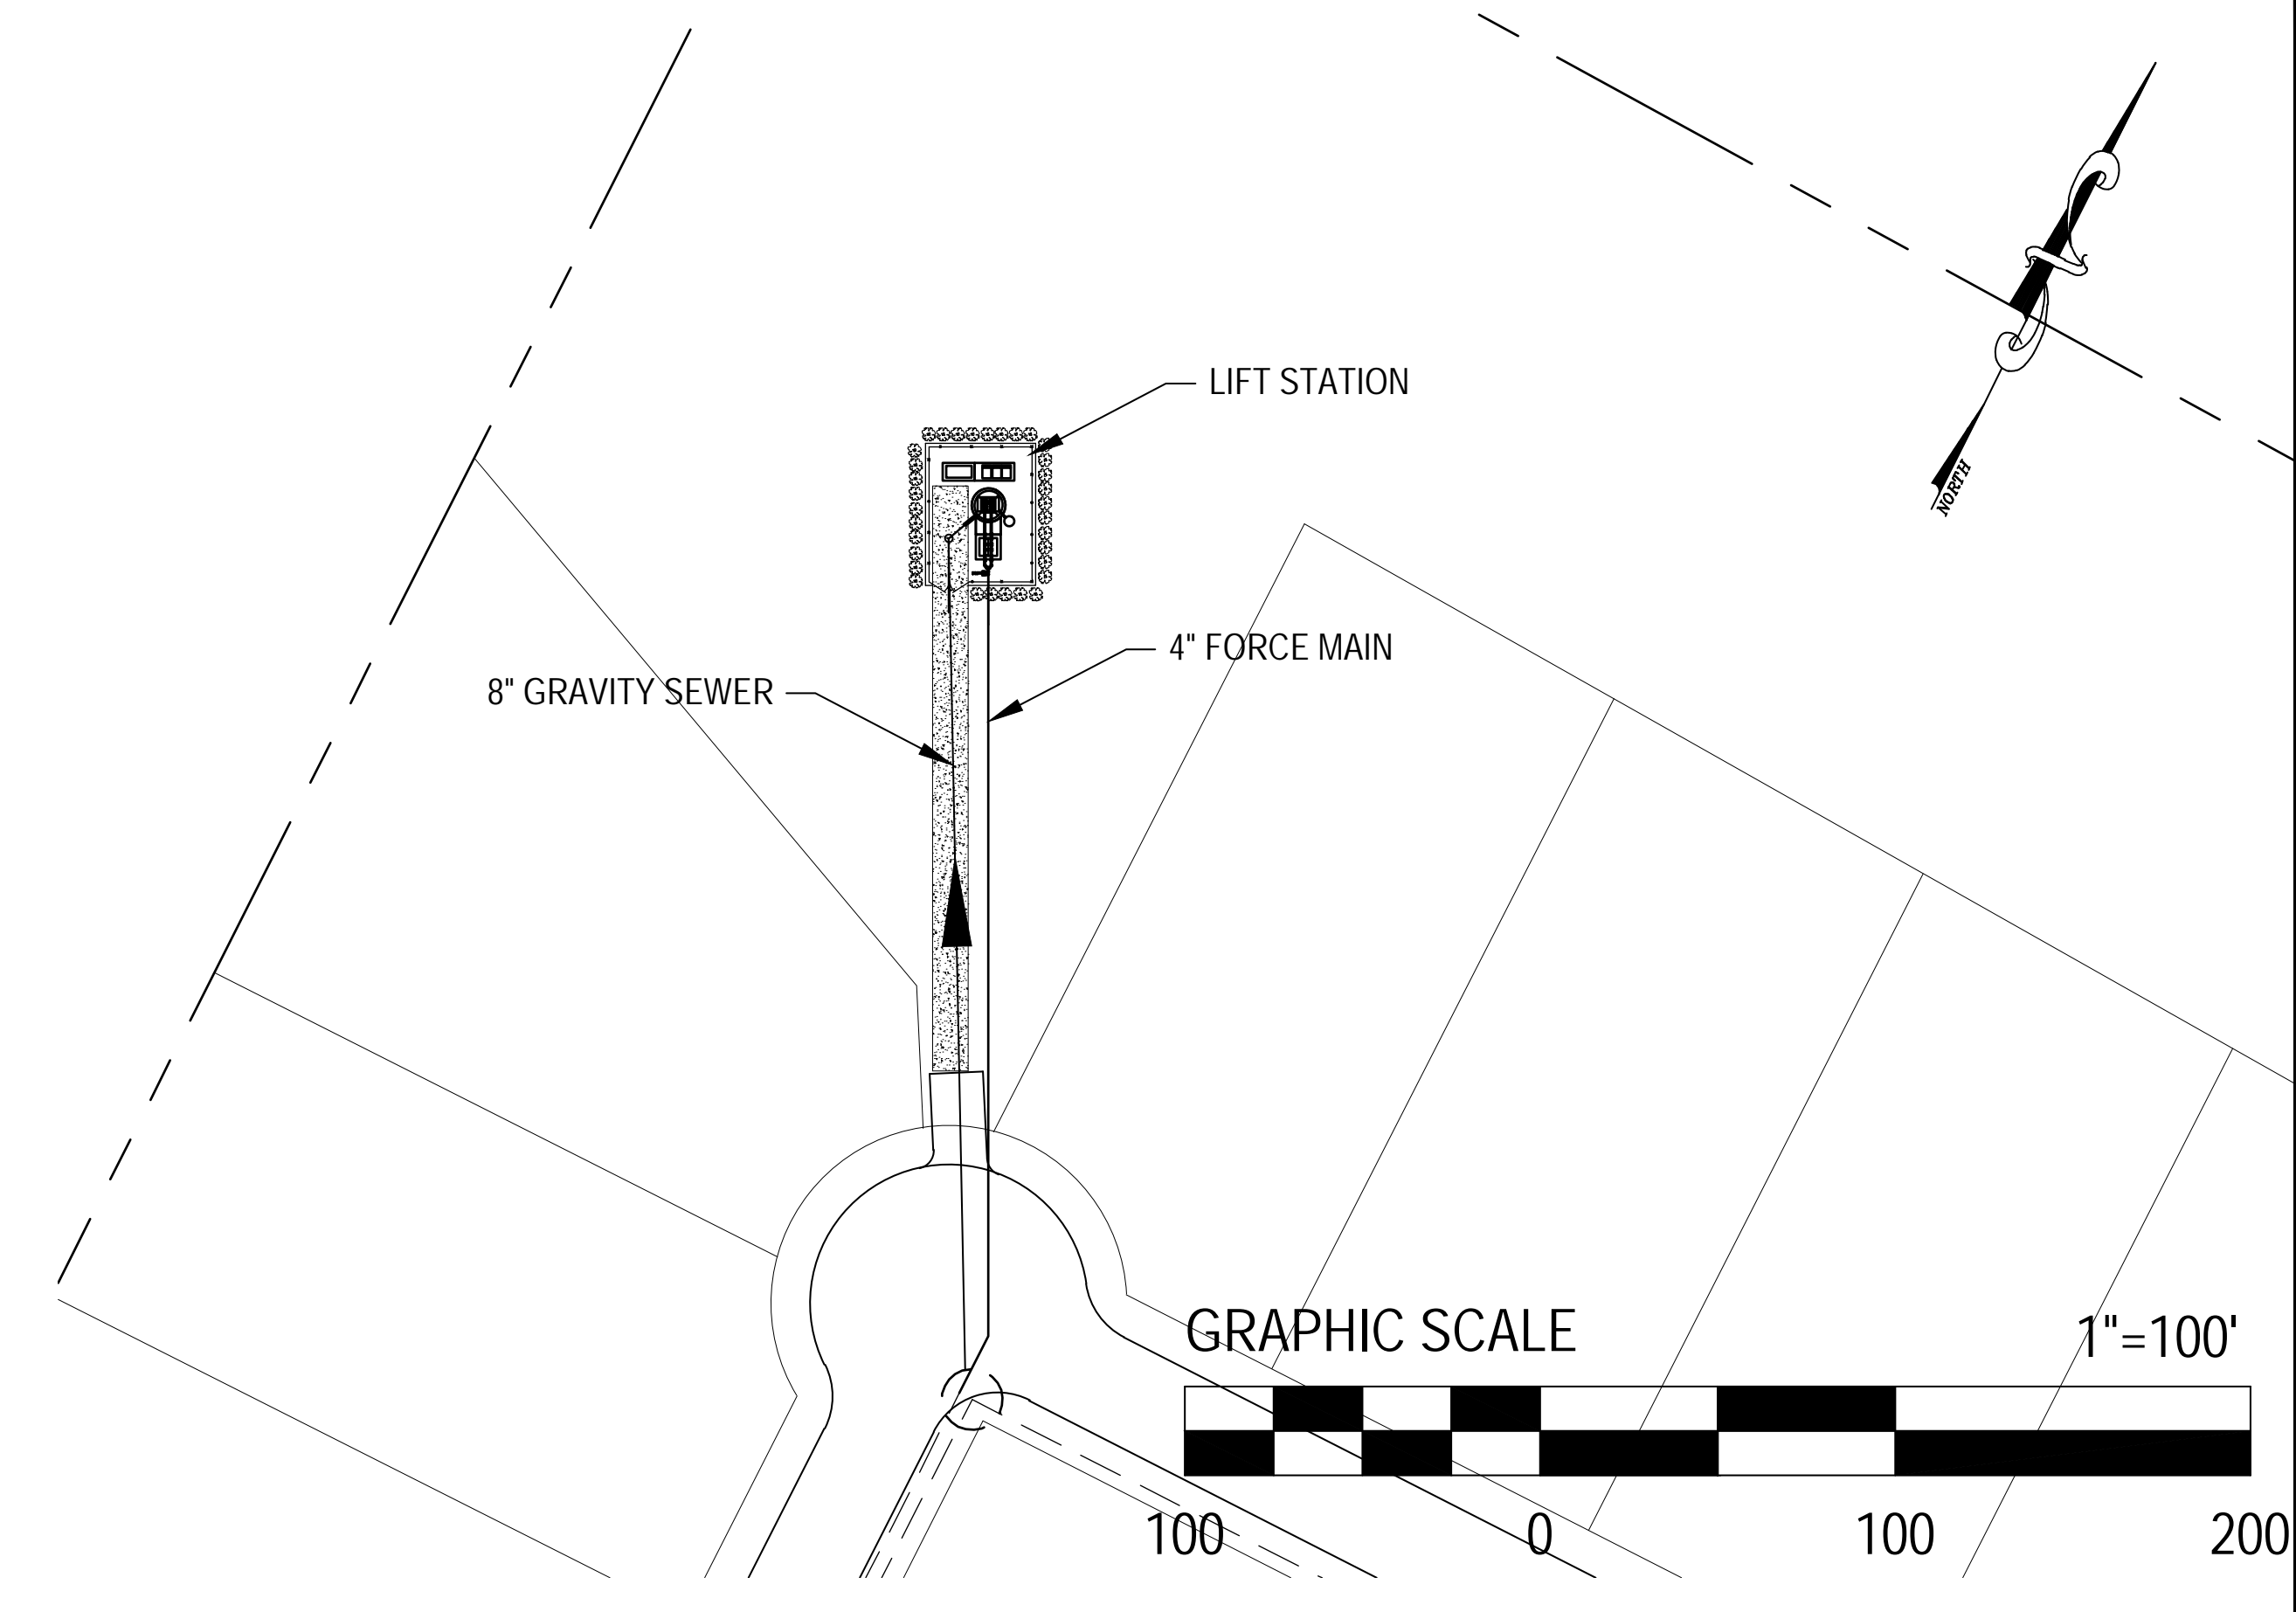 LIFT STATION
NORTH
4" FORCE MAIN
8" GRAVITY SEWER
GRAPHIC SCALE
1"=100'
100 0 100 200